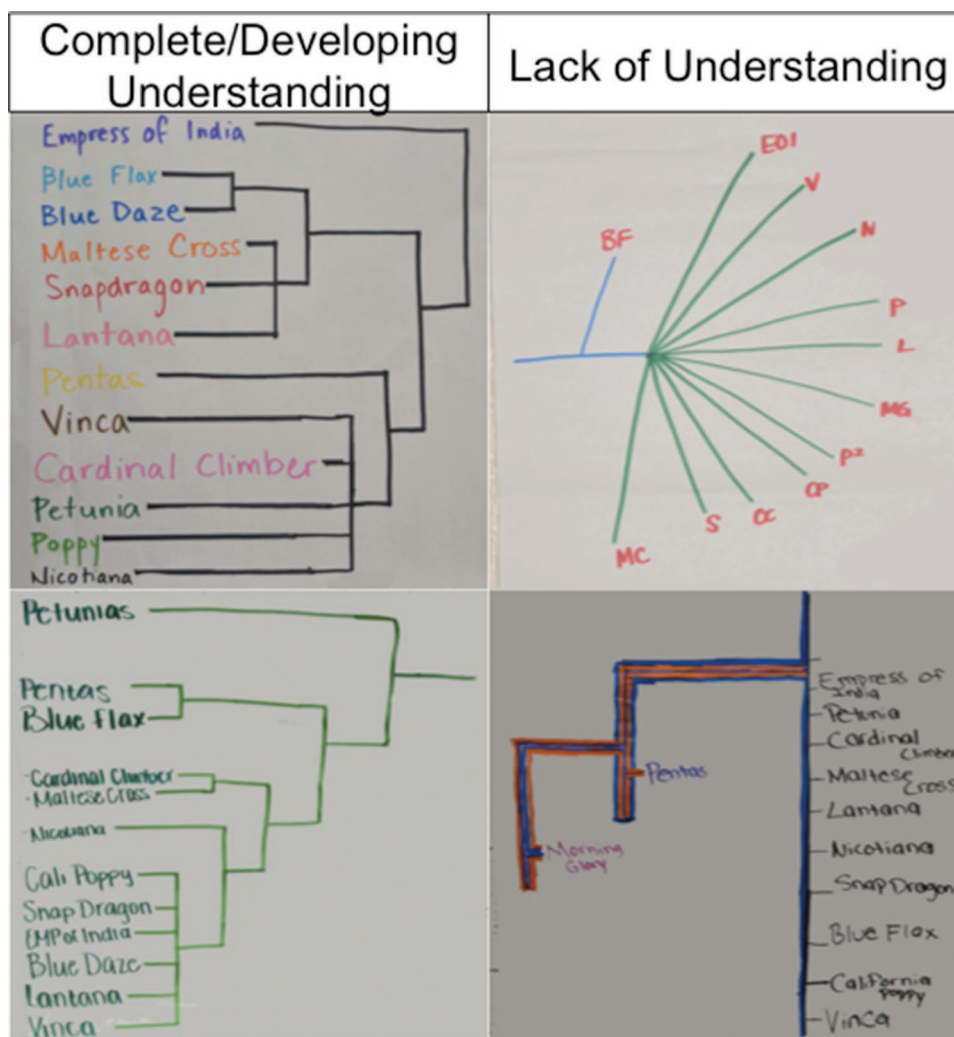 Complete/Developing
Understanding
Lack of Understanding
Empress of India
Blue Flax
Blue Daze
Maltese Cross
Snapdragon
Lantana
Pentas
Vinca
Cardinal Climber
Petunia
Poppy
Nicotiana
EOI
V
N
BF
P
L
MG
P2
CP
CC
S
MC
Petunias
Pentas
Blue Flax
Cardinal Climber
Maltese Cross
Nicotiana
Cali Poppy
Snap Dragon
EMP of India
Blue Daze
Lantana
Vinca
Empress of
India
Petunia
Cardinal
Climber
Maltese
Cross
Lantana
Nicotiana
Snap Dragon
Blue Flax
California
Poppy
Vinca
Pentas
Morning
Glory